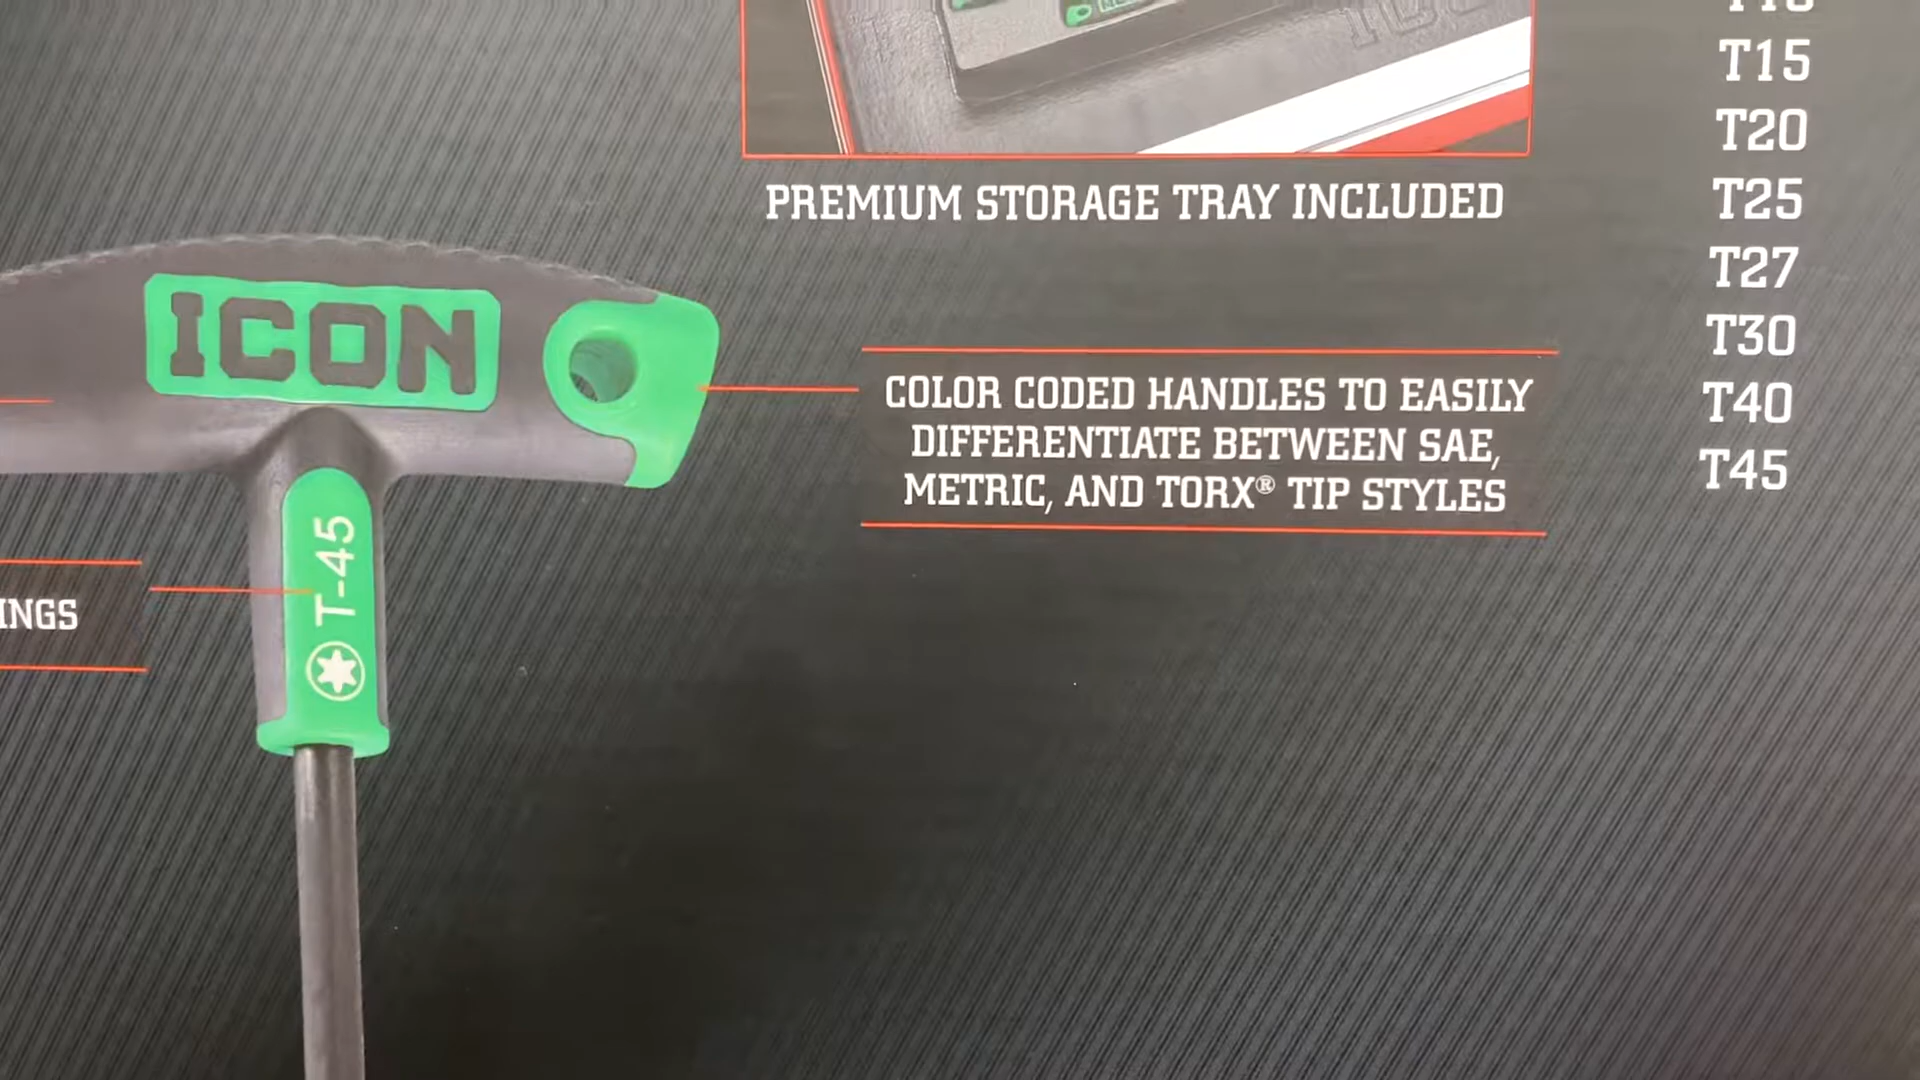 T15
T20
T25
T27
T30
T40
T45
PREMIUM STORAGE TRAY INCLUDED
ICON
COLOR CODED HANDLES TO EASILY
DIFFERENTIATE BETWEEN SAE,
METRIC, AND TORX® TIP STYLES
T-45
INGS